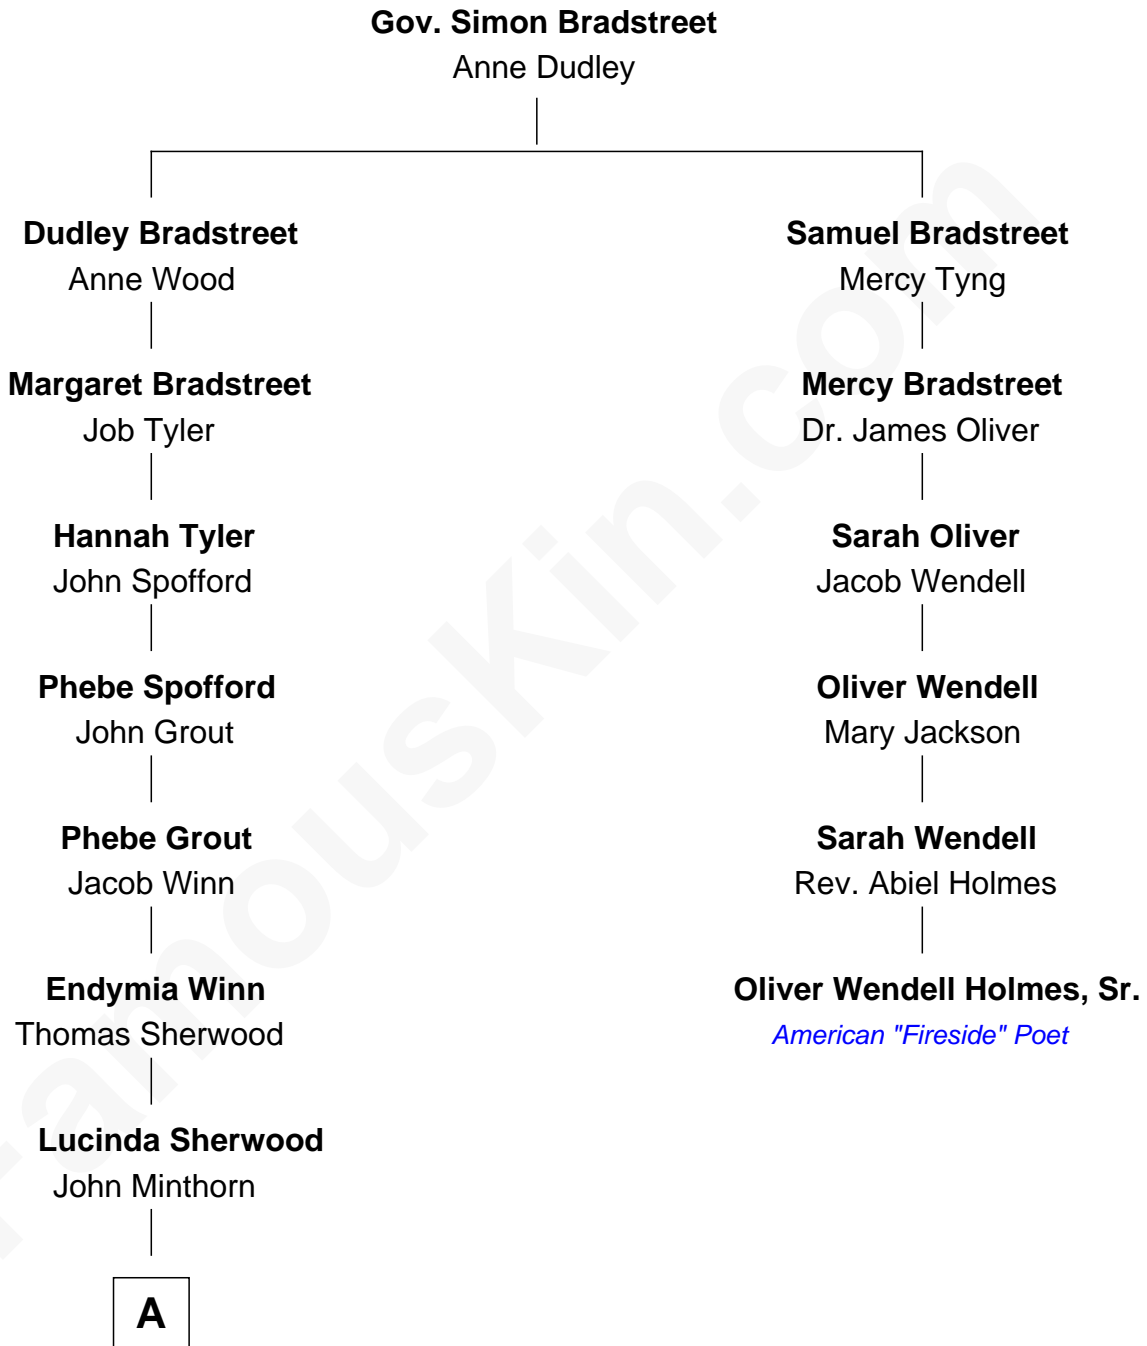 Gov. Simon Bradstreet
Anne Dudley
Dudley Bradstreet
Anne Wood
Margaret Bradstreet
Job Tyler
Hannah Tyler
John Spofford
Phebe Spofford
John Grout
Phebe Grout
Jacob Winn
Endymia Winn
Thomas Sherwood
Lucinda Sherwood
John Minthorn
A
Samuel Bradstreet
Mercy Tyng
Mercy Bradstreet
Dr. James Oliver
Sarah Oliver
Jacob Wendell
Oliver Wendell
Mary Jackson
Sarah Wendell
Rev. Abiel Holmes
Oliver Wendell Holmes, Sr.
American "Fireside" Poet
FamousKin.com